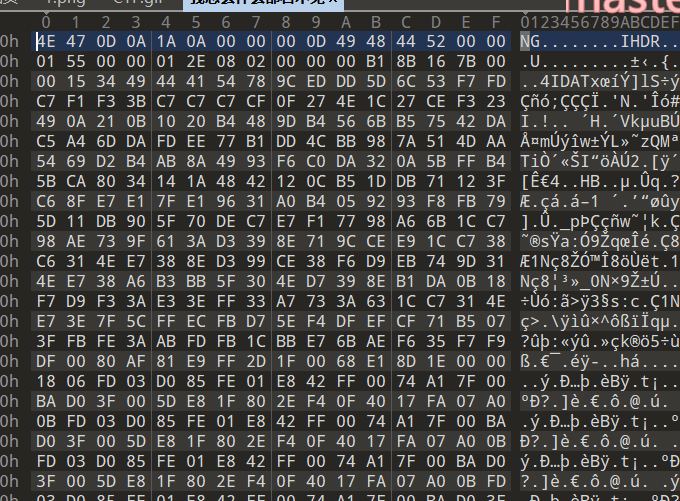 1.png CTF.gif
master
0 1 2 3 4 5 6 7 8 9 A B C D E F 0123456789ABCDEF
0h 4E 47 0D 0A 1A 0A 00 00 00 0D 49 48 44 52 00 00 NG........IHDR..
0h 01 55 00 00 01 2E 08 02 00 00 00 B1 8B 16 7B 00 .U.........±‹.{.
0h 00 15 34 49 44 41 54 78 9C ED DD 5D 6C 53 F7 FD ..4IDATxœíÝ]lS÷ý
0h C7 F1 F3 3B C7 C7 C7 CF 0F 27 4E 1C 27 CE F3 23 Çñó;ÇÇÇÏ.'N.'Îó#
0h 49 0A 21 0B 10 20 B4 48 9D B4 56 6B B5 75 42 DA I.!.. ´H.´VkµuBÚ
0h C5 A4 6D DA FD EE 77 B1 DD 4C BB 98 7A 51 4D AA Å¤mÚýîw±ÝL»˜zQMª
0h 54 69 D2 B4 AB 8A 49 93 F6 C0 DA 32 0A 5B FF B4 TiÒ´«ŠI“öÀÚ2.[ÿ´
0h 5B CA 80 34 14 1A 48 42 12 0C B5 1D DB 71 12 3F [Ê€4..HB..µ.Ûq.?
0h C6 8F E7 E1 7F E1 96 31 A0 B4 05 92 93 F8 FB 79 Æ.çá.á–1 ´.’“øûy
0h 5D 11 DB 90 5F 70 DE C7 E7 F1 77 98 A6 6B 1C C7 ].Û._pÞÇçñw˜¦k.Ç
0h 98 AE 73 9F 61 3A D3 39 8E 71 9C CE E9 1C C7 38 ˜®sŸa:Ó9ŽqœÎé.Ç8
0h C6 31 4E E7 38 8E D3 99 CE 38 F6 D9 EB 74 9D 31 Æ1Nç8ŽÓ™Î8öÙët.1
0h 4E E7 38 A6 B3 BB 5F 30 4E D7 39 8E B1 DA 0B 18 Nç8¦³»_0N×9Ž±Ú..
0h F7 D9 F3 3A E3 3E FF 33 A7 73 3A 63 1C C7 31 4E ÷Ùó:ã>ÿ3§s:c.Ç1N
0h E7 3E 7F 5C FF EC FB D7 5E F4 DF EF CF 71 B5 07 ç>.\ÿìû×^ôßïÏqµ.
0h 3F FB FE 3A AB FD FB 1C BB E7 6B AE F6 35 F7 F9 ?ûþ:«ýû.»çk®ö5÷ù
0h DF 00 80 AF 81 E9 FF 2D 1F 00 68 E1 8D 1E 00 00 ß.€¯.éÿ-..há....
0h 18 06 FD 03 D0 85 FE 01 E8 42 FF 00 74 A1 7F 00 ..ý.Ð…þ.èBÿ.t¡..
0h BA D0 3F 00 5D E8 1F 80 2E F4 0F 40 17 FA 07 A0 ºÐ?.]è.€.ô.@.ú.
0h 0B FD 03 D0 85 FE 01 E8 42 FF 00 74 A1 7F 00 BA .ý.Ð…þ.èBÿ.t¡..º
0h D0 3F 00 5D E8 1F 80 2E F4 0F 40 17 FA 07 A0 0B Ð?.]è.€.ô.@.ú. .
0h FD 03 D0 85 FE 01 E8 42 FF 00 74 A1 7F 00 BA D0 ý.Ð…þ.èBÿ.t¡..ºÐ
0h 3F 00 5D E8 1F 80 2E F4 0F 40 17 FA 07 A0 0B FD ?.]è.€.ô.@.ú. .ý